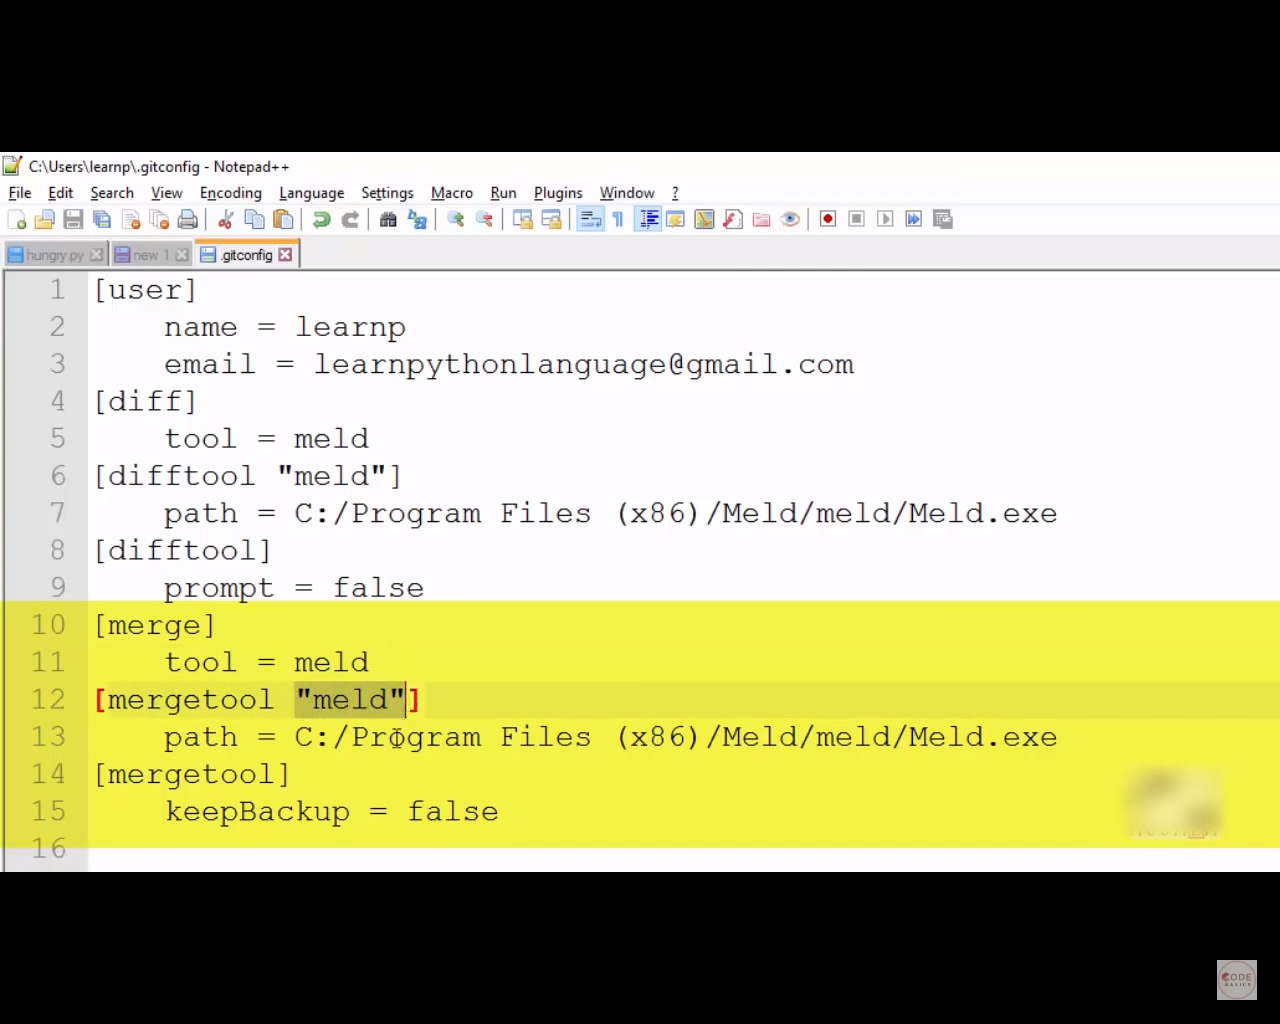 C:\Users\learnp\.gitconfig - Notepad++
File Edit Search View Encoding Language Settings Macro Run Plugins Window ?
hungry.py new 1 .gitconfig
1 [user]
2 name = learnp
3 email = learnpythonlanguage@gmail.com
4 [diff]
5 tool = meld
6 [difftool "meld"]
7 path = C:/Program Files (x86)/Meld/meld/Meld.exe
8 [difftool]
9 prompt = false
10 [merge]
11 tool = meld
12 [mergetool "meld"]
13 path = C:/Program Files (x86)/Meld/meld/Meld.exe
14 [mergetool]
15 keepBackup = false
16
CODE
BASICS